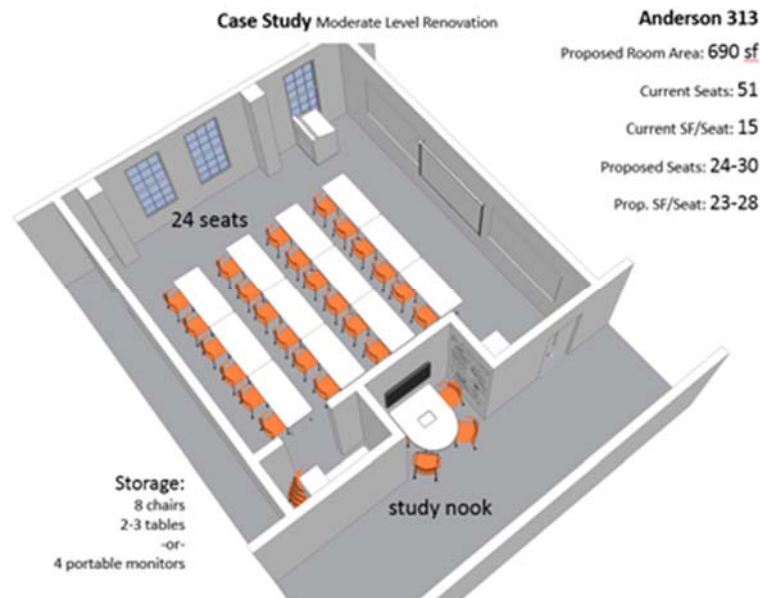 Case Study Moderate Level Renovation
Anderson 313
Proposed Room Area: 690 sf
Current Seats: 51
Current SF/Seat: 15
Proposed Seats: 24-30
Prop. SF/Seat: 23-28
24 seats
Storage:
8 chairs
2-3 tables
-or-
4 portable monitors
study nook